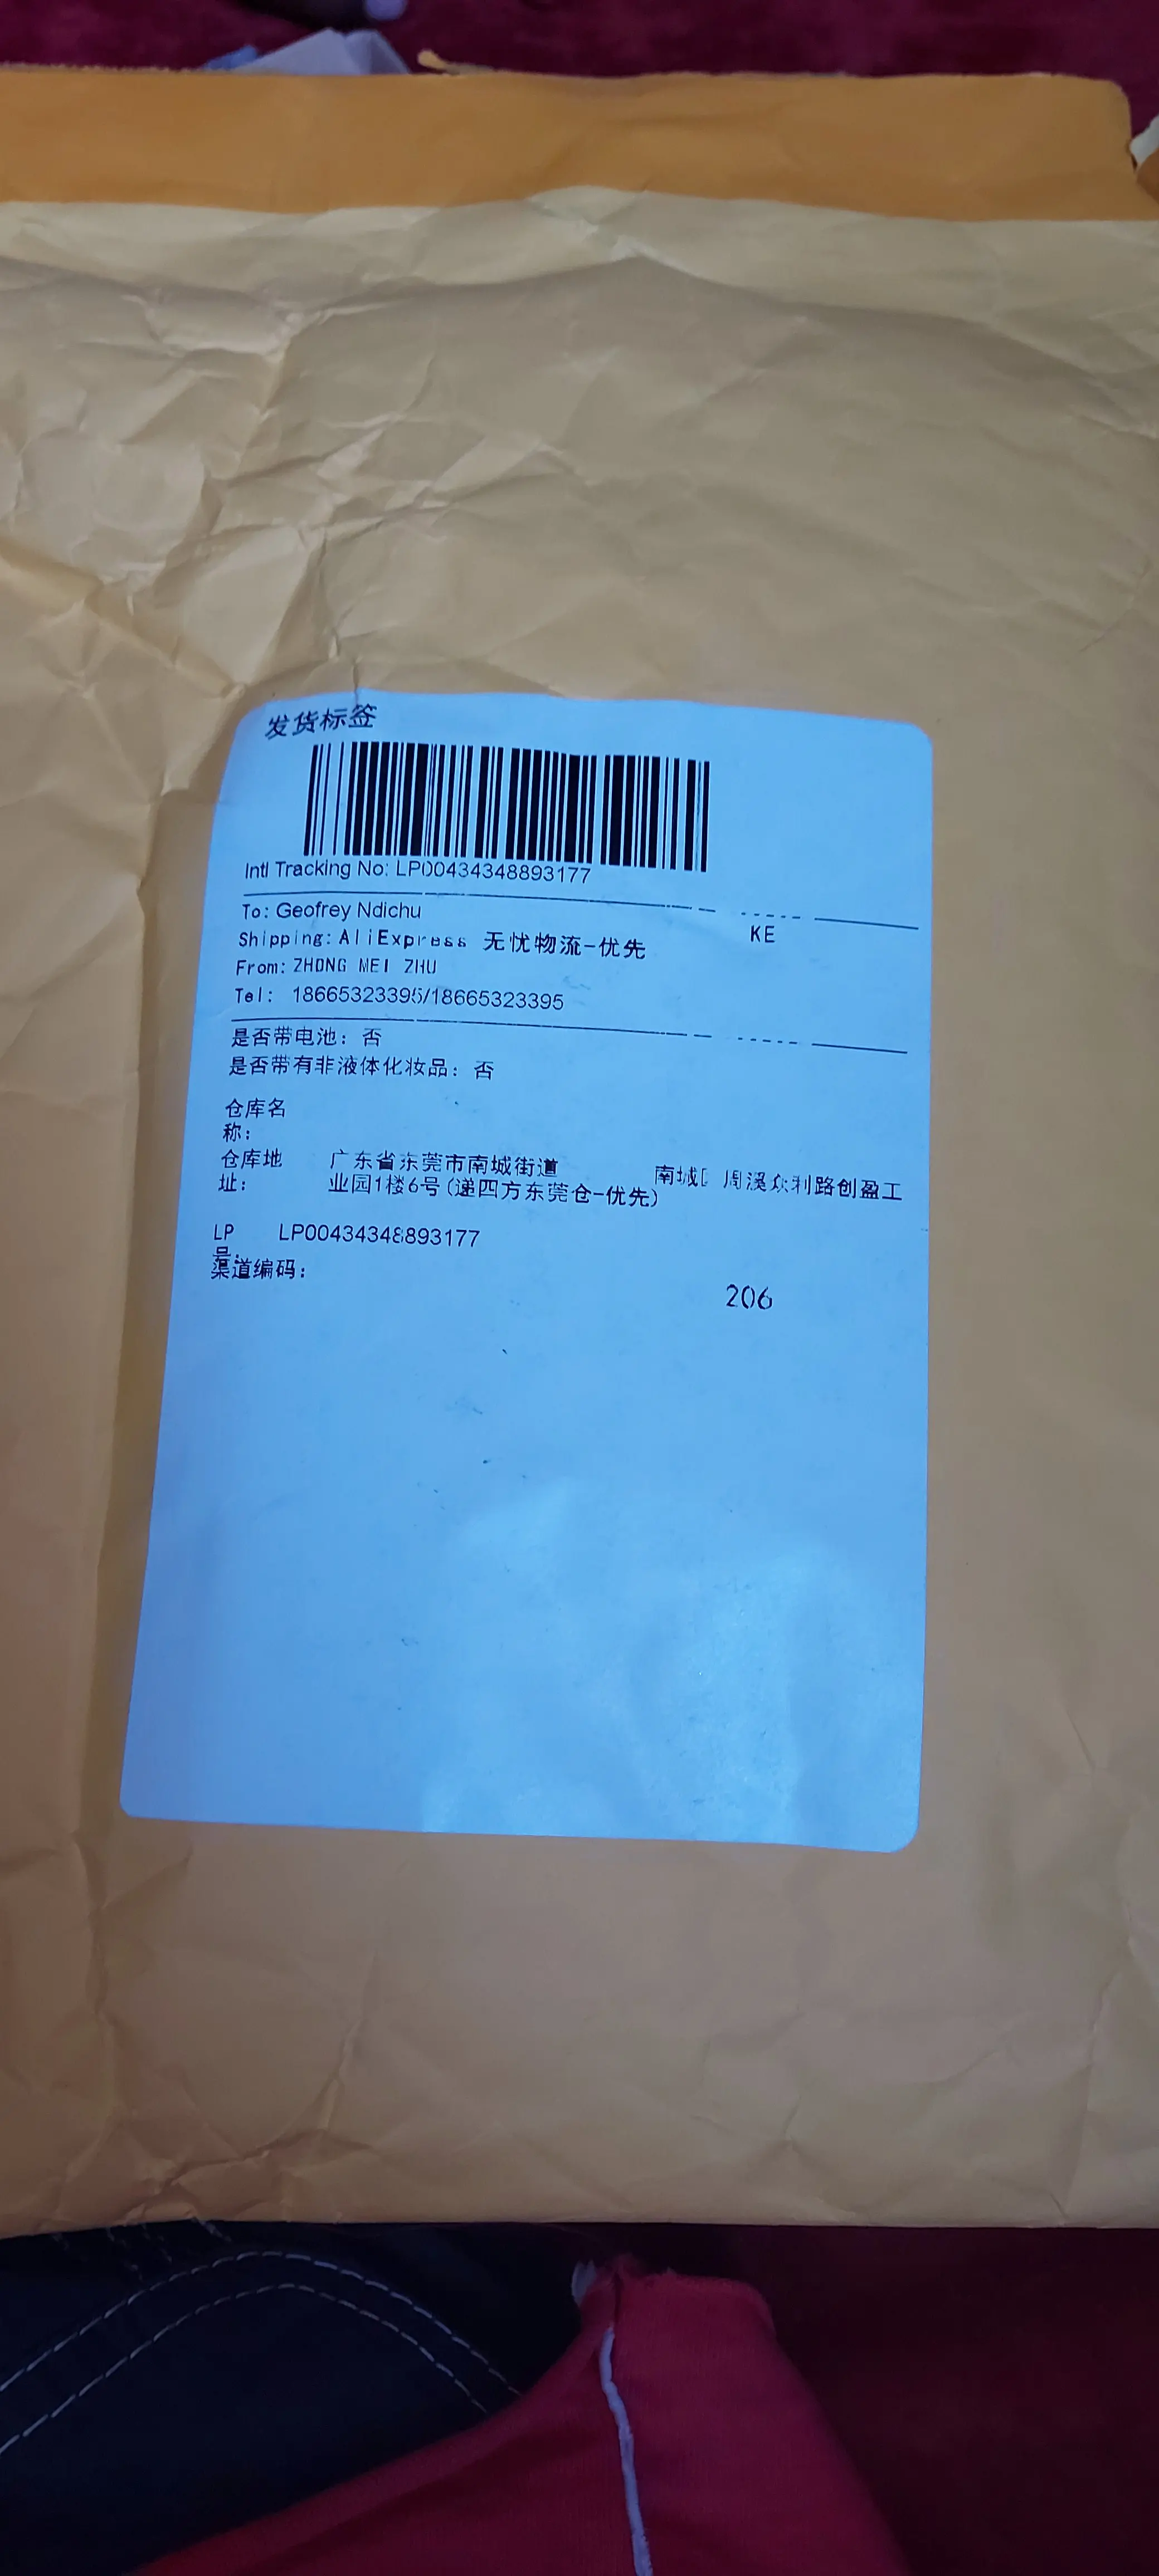 发货标签
Intl Tracking No: LP00434348893177
To: Geofrey Ndichu
KE
Shipping: AliExpress 无忧物流-优先
From: ZHONG MEI ZHU
Tel: 18665323395/18665323395
是否带电池: 否
是否带有非液体化妆品: 否
仓库名
称:
仓库地 广东省东莞市南城街道 南城 周溪众利路创盈工
址: 业园1楼6号(递四方东莞仓-优先)
LP LP00434348893177
号:
渠道编码:
206